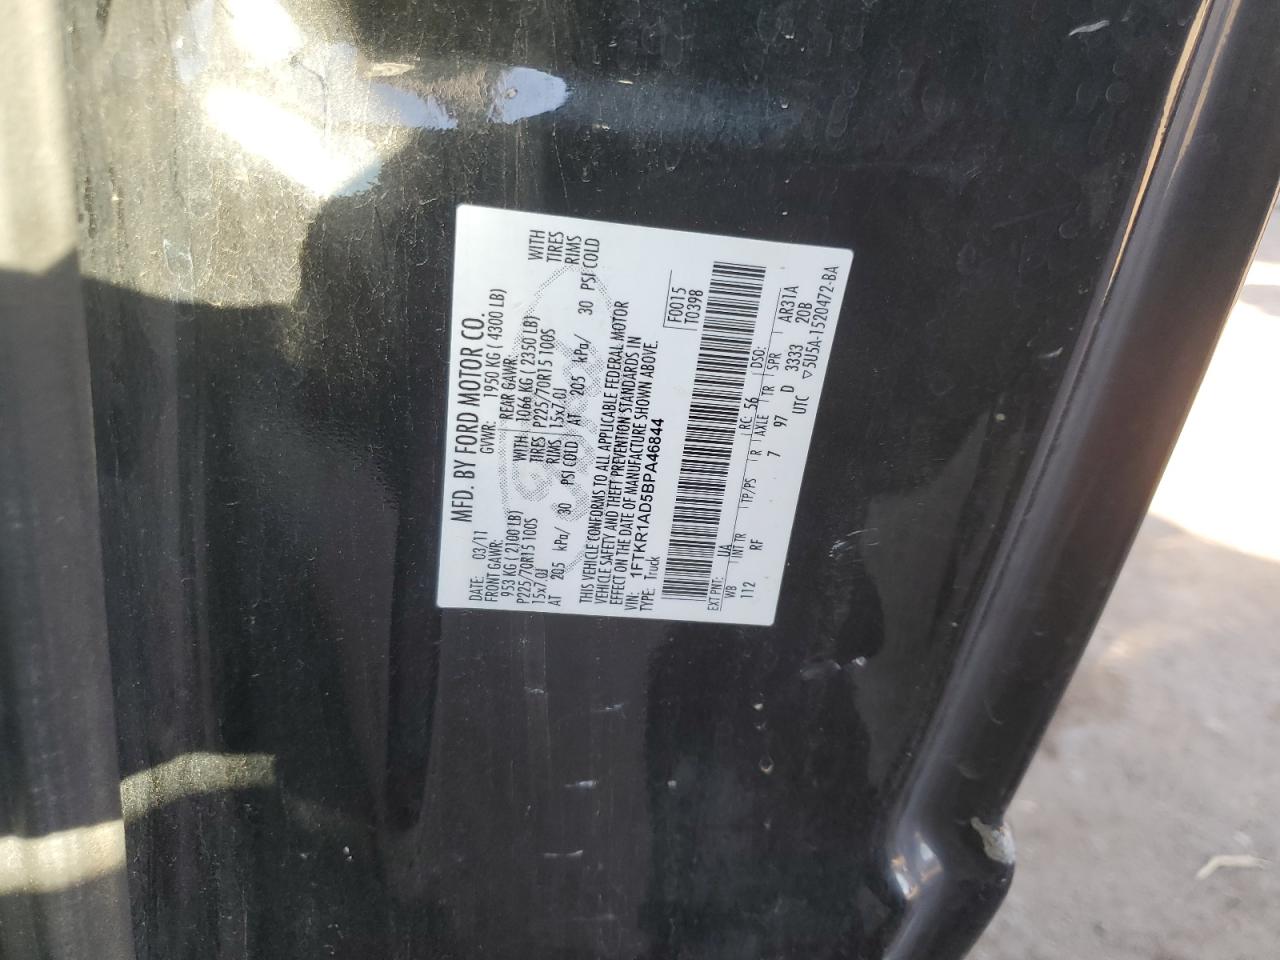 MFD. BY FORD MOTOR CO.
DATE: 03/11 GVWR: 1950 KG ( 4300 LB)
FRONT GAWR: REAR GAWR:
953 KG ( 2100 LB) WITH 1066 KG ( 2350 LB) WITH
P225/70R15 100S TIRES P225/70R15 100S TIRES
15x7.0J RIMS 15x7.0J RIMS
AT 205 kPa/ 30 PSI COLD AT 205 kPa/ 30 PSI COLD
THIS VEHICLE CONFORMS TO ALL APPLICABLE FEDERAL MOTOR
VEHICLE SAFETY AND THEFT PREVENTION STANDARDS IN
EFFECT ON THE DATE OF MANUFACTURE SHOWN ABOVE.
VIN: 1FTKR1AD5BPA46844 F0015
TYPE: Truck T0398
EXT PNT: UA RC: 56 DSO:
WB INT TR TP/PS R AXLE TR SPR AR31A
112 RF 7 97 D 3333 20B
UTC ▽5U5A-1520472-BA